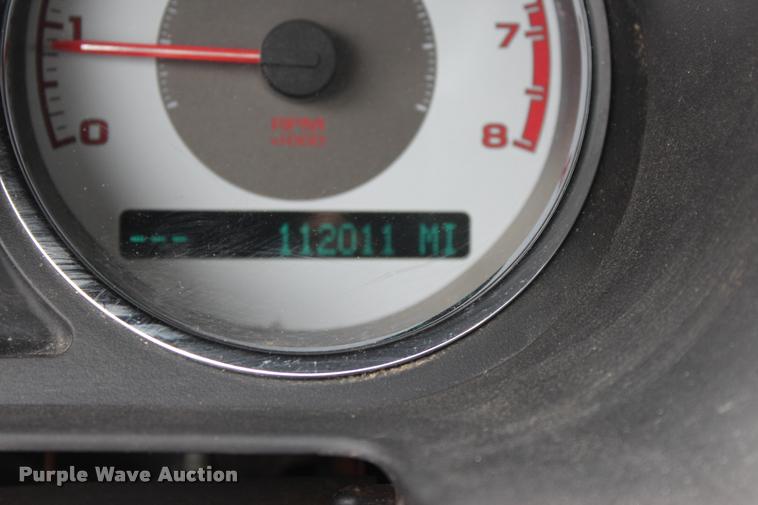 1
7
0
8
RPM
x1000
--- 112011 MI
Purple Wave Auction